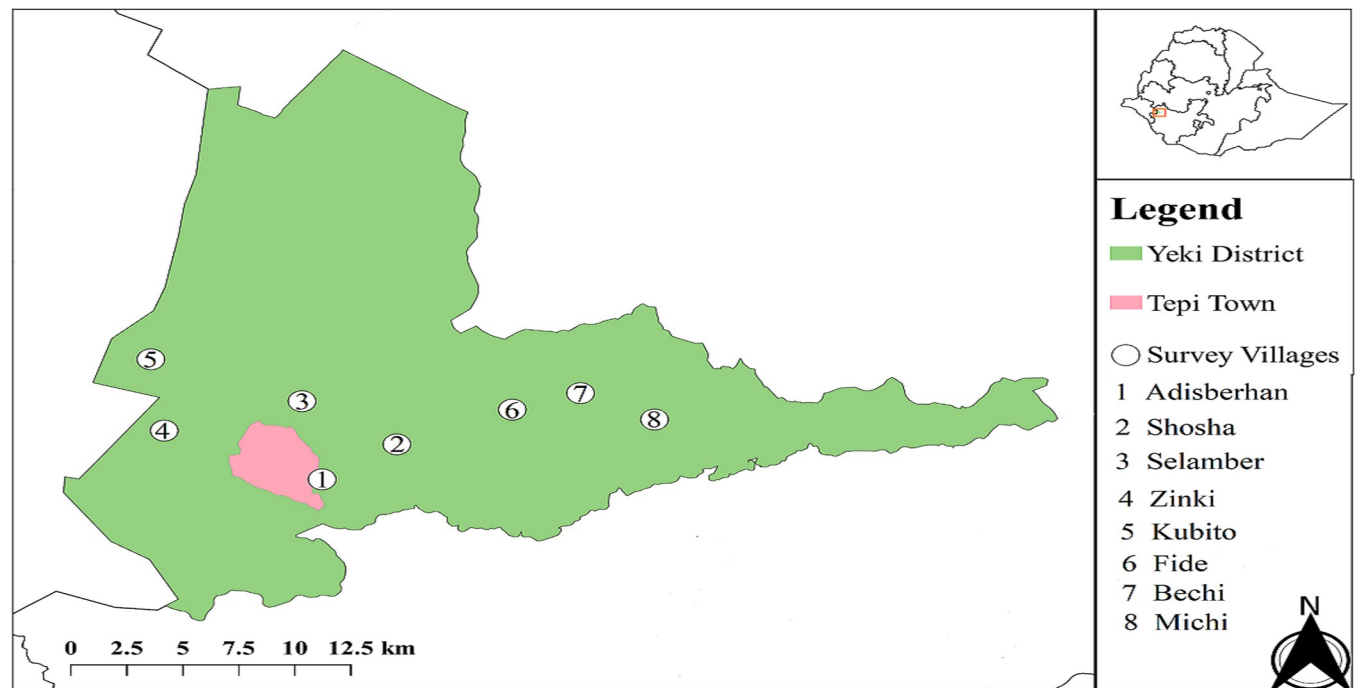 5
3
4
2
1
6
7
8
0 2.5 5 7.5 10 12.5 km
Legend
Yeki District
Tepi Town
Survey Villages
1 Adisberhan
2 Shosha
3 Selamber
4 Zinki
5 Kubito
6 Fide
7 Bechi
8 Michi
N